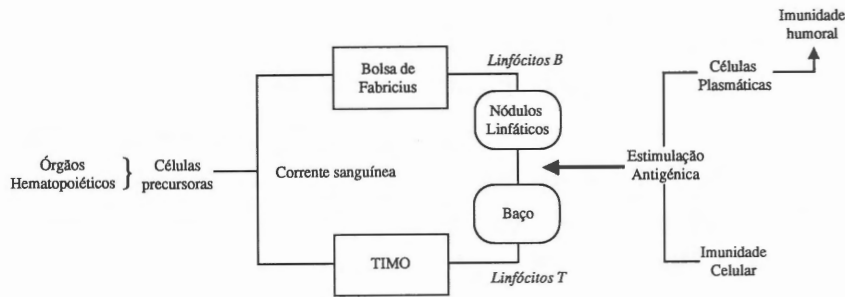 Órgãos
Hematopoiéticos
Células
precursoras
Corrente sanguínea
Bolsa de
Fabricius
TIMO
Linfócitos B
Nódulos
Linfáticos
Baço
Linfócitos T
Estimulação
Antigénica
Células
Plasmáticas
Imunidade
humoral
Imunidade
Celular